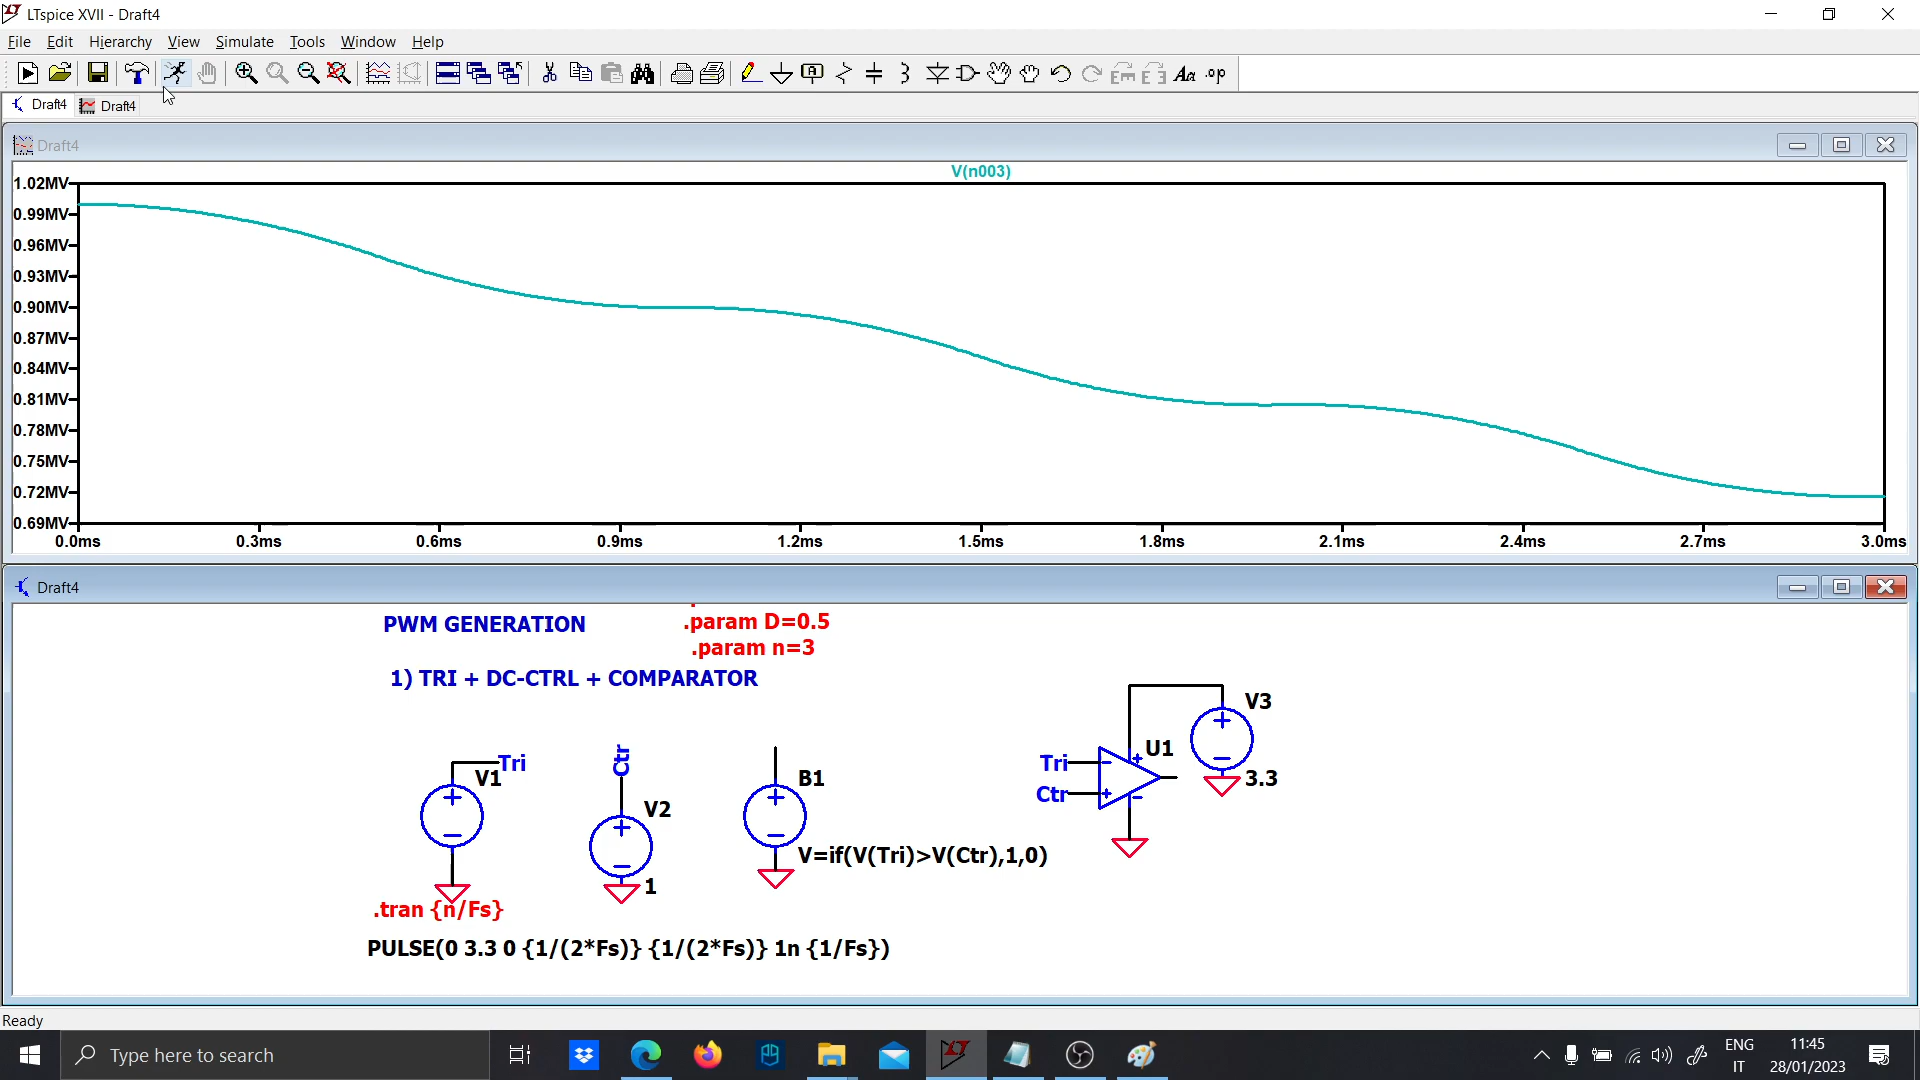 LTspice XVII - Draft4
File Edit Hierarchy View Simulate Tools Window Help
Aa .op
Draft4 Draft4
Draft4
V(n003)
1.02MV
0.99MV
0.96MV
0.93MV
0.90MV
0.87MV
0.84MV
0.81MV
0.78MV
0.75MV
0.72MV
0.69MV
0.0ms 0.3ms 0.6ms 0.9ms 1.2ms 1.5ms 1.8ms 2.1ms 2.4ms 2.7ms 3.0ms
Draft4
PWM GENERATION
.param D=0.5
.param n=3
1) TRI + DC-CTRL + COMPARATOR
Tri
V1
Ctr
V2
1
B1
V=if(V(Tri)>V(Ctr),1,0)
Tri
Ctr
U1
V3
3.3
.tran {n/Fs}
PULSE(0 3.3 0 {1/(2*Fs)} {1/(2*Fs)} 1n {1/Fs})
Ready
Type here to search
ENG
IT
11:45
28/01/2023